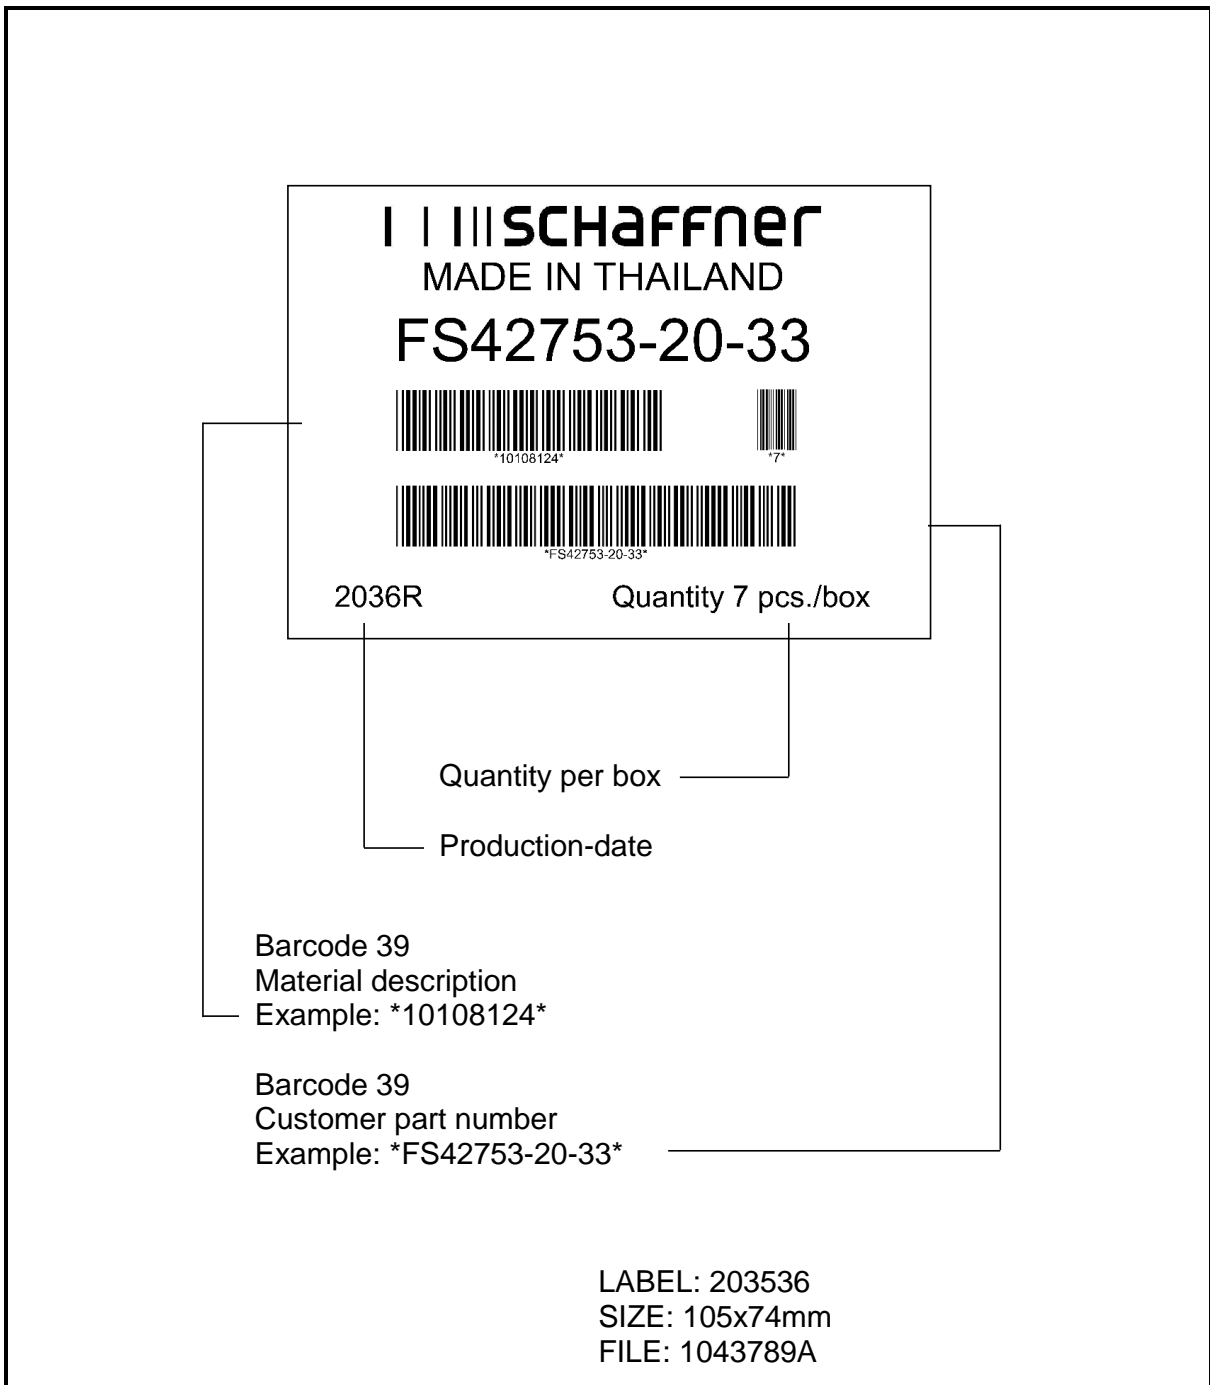 SCHAFFNER
MADE IN THAILAND
FS42753-20-33
*10108124*
*7*
*FS42753-20-33*
2036R
Quantity 7 pcs./box
Quantity per box
Production-date
Barcode 39
Material description
Example: *10108124*
Barcode 39
Customer part number
Example: *FS42753-20-33*
LABEL: 203536
SIZE: 105x74mm
FILE: 1043789A